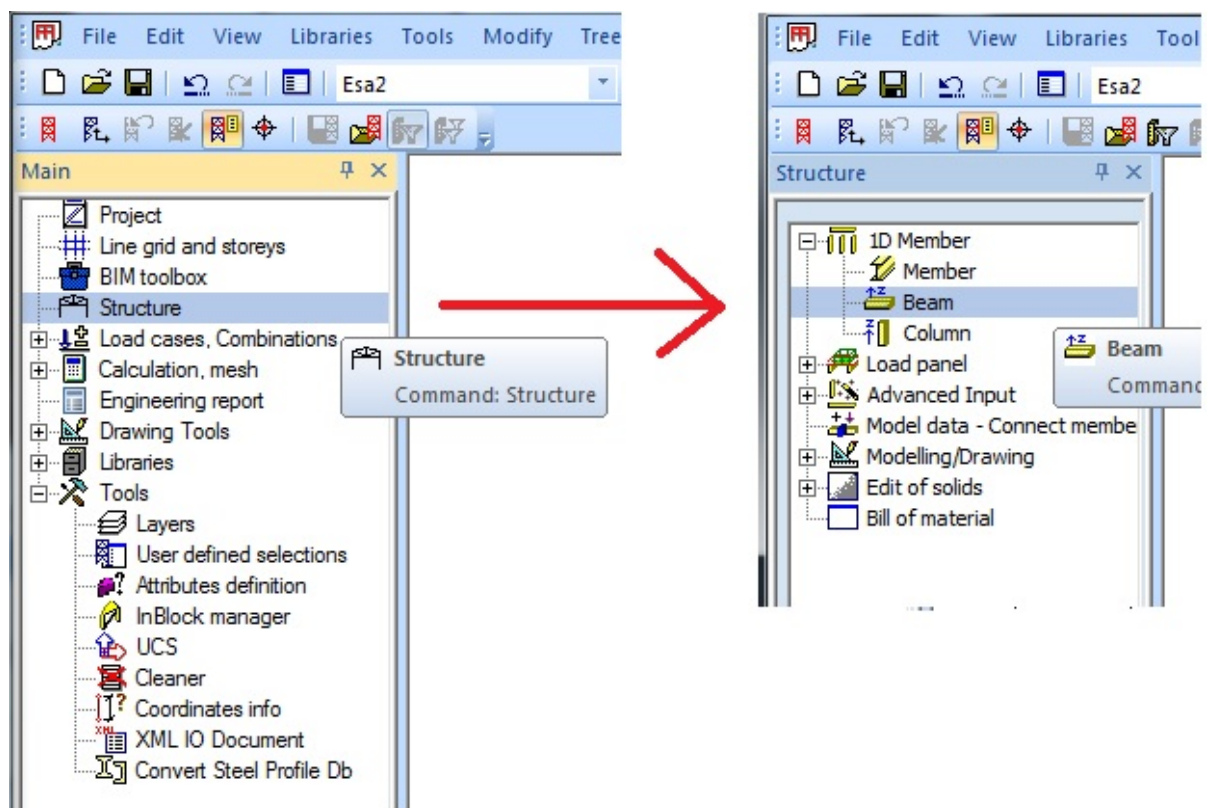 File Edit View Libraries Tools Modify Tree
Esa2
Main
Project
Line grid and storeys
BIM toolbox
Structure
Load cases, Combinations
Calculation, mesh
Engineering report
Drawing Tools
Libraries
Tools
Layers
User defined selections
Attributes definition
InBlock manager
UCS
Cleaner
Coordinates info
XML IO Document
Convert Steel Profile Db
Structure
Command: Structure
File Edit View Libraries Tool
Esa2
Structure
1D Member
Member
Beam
Column
Load panel
Advanced Input
Model data - Connect membe
Modelling/Drawing
Edit of solids
Bill of material
Beam
Command